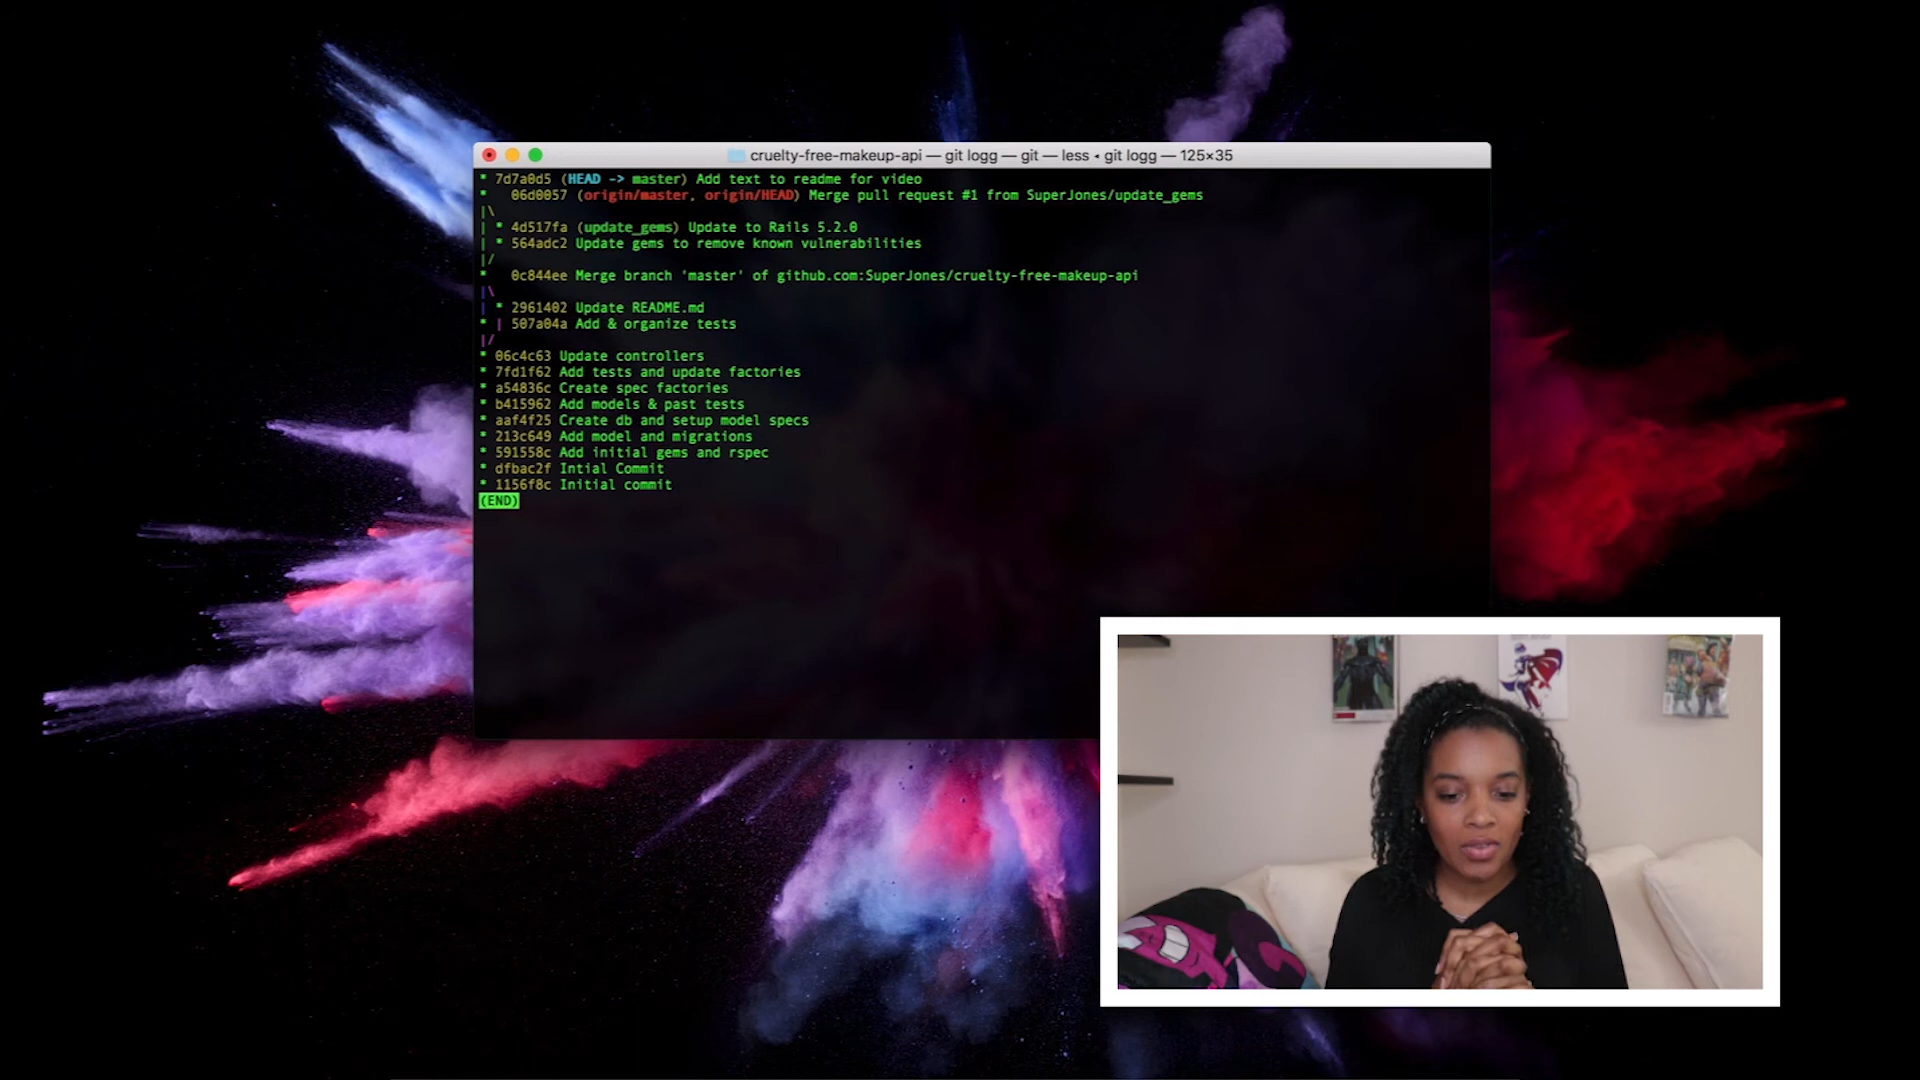 cruelty-free-makeup-api — git logg — git — less ◂ git logg — 125×35
* 7d7a0d5 (HEAD -> master) Add text to readme for video
*   06d0057 (origin/master, origin/HEAD) Merge pull request #1 from SuperJones/update_gems
|\
| * 4d517fa (update_gems) Update to Rails 5.2.0
| * 564adc2 Update gems to remove known vulnerabilities
|/
*   0c844ee Merge branch 'master' of github.com:SuperJones/cruelty-free-makeup-api
|\
| * 2961402 Update README.md
* | 507a04a Add & organize tests
|/
* 06c4c63 Update controllers
* 7fd1f62 Add tests and update factories
* a54836c Create spec factories
* b415962 Add models & past tests
* aaf4f25 Create db and setup model specs
* 213c649 Add model and migrations
* 591558c Add initial gems and rspec
* dfbac2f Intial Commit
* 1156f8c Initial commit
(END)